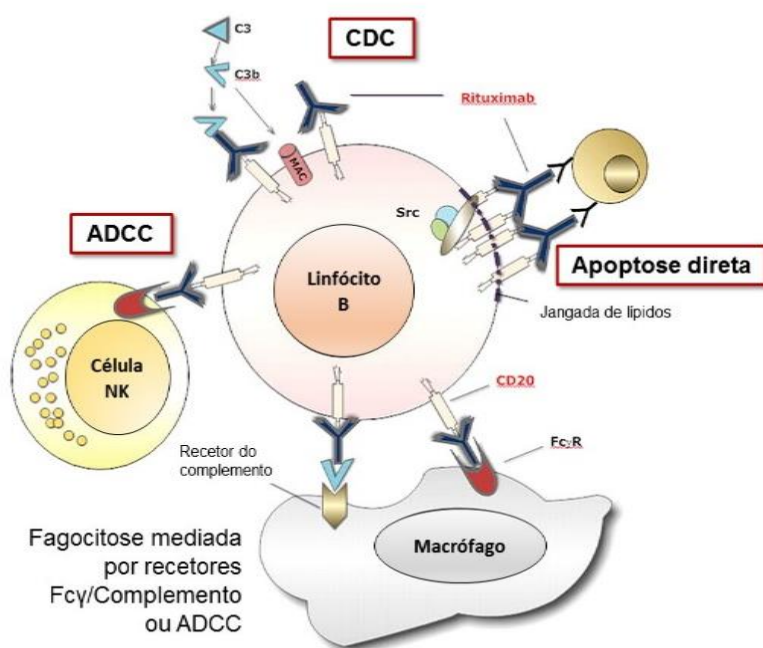 C3
CDC
C3b
Rituximab
MAC
Src
ADCC
Apoptose direta
Linfócito
B
Jangada de lípidos
Célula
NK
CD20
Recetor do
complemento
FcγR
Fagocitose mediada
por recetores
Fcγ/Complemento
ou ADCC
Macrófago